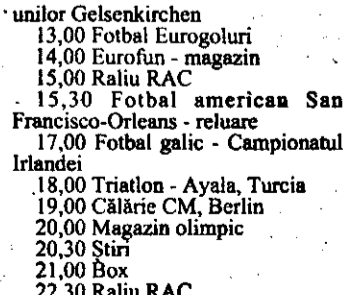 unilor Gelsenkirchen
13,00 Fotbal Eurogoluri
14,00 Eurofun - magazin
15,00 Raliu RAC
15,30 Fotbal american San
Francisco-Orleans - reluare
17,00 Fotbal galic - Campionatul
Irlandei
18,00 Triatlon - Ayala, Turcia
19,00 Călărie CM, Berlin
20,00 Magazin olimpic
20,30 Ştiri
21,00 Box
22,30 Raliu RAC